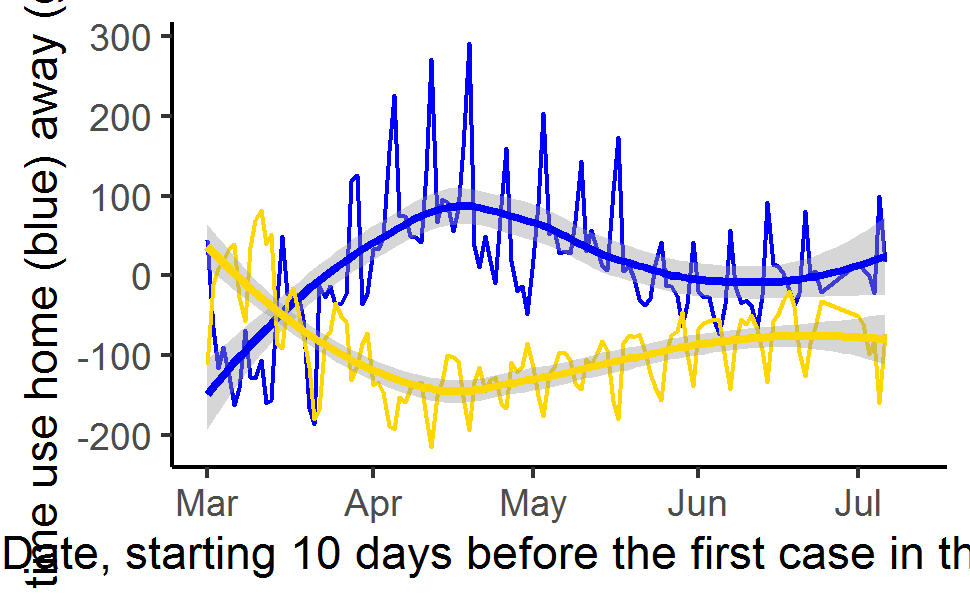 time use home (blue) away (
300
200
100
0
-100
-200
Mar Apr May Jun Jul
Date, starting 10 days before the first case in th